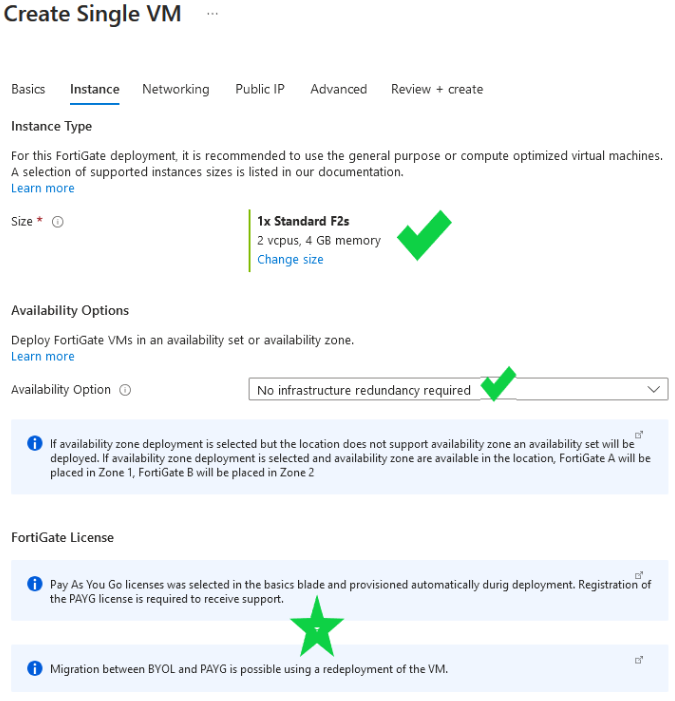 Create Single VM ...
Basics Instance Networking Public IP Advanced Review + create
Instance Type
For this FortiGate deployment, it is recommended to use the general purpose or compute optimized virtual machines.
A selection of supported instances sizes is listed in our documentation.
Learn more
Size *
1x Standard F2s
2 vcpus, 4 GB memory
Change size
Availability Options
Deploy FortiGate VMs in an availability set or availability zone.
Learn more
Availability Option
No infrastructure redundancy required
If availability zone deployment is selected but the location does not support availability zone an availability set will be
deployed. If availability zone deployment is selected and availability zone are available in the location, FortiGate A will be
placed in Zone 1, FortiGate B will be placed in Zone 2
FortiGate License
Pay As You Go licenses was selected in the basics blade and provisioned automatically durig deployment. Registration of
the PAYG license is required to receive support.
Migration between BYOL and PAYG is possible using a redeployment of the VM.